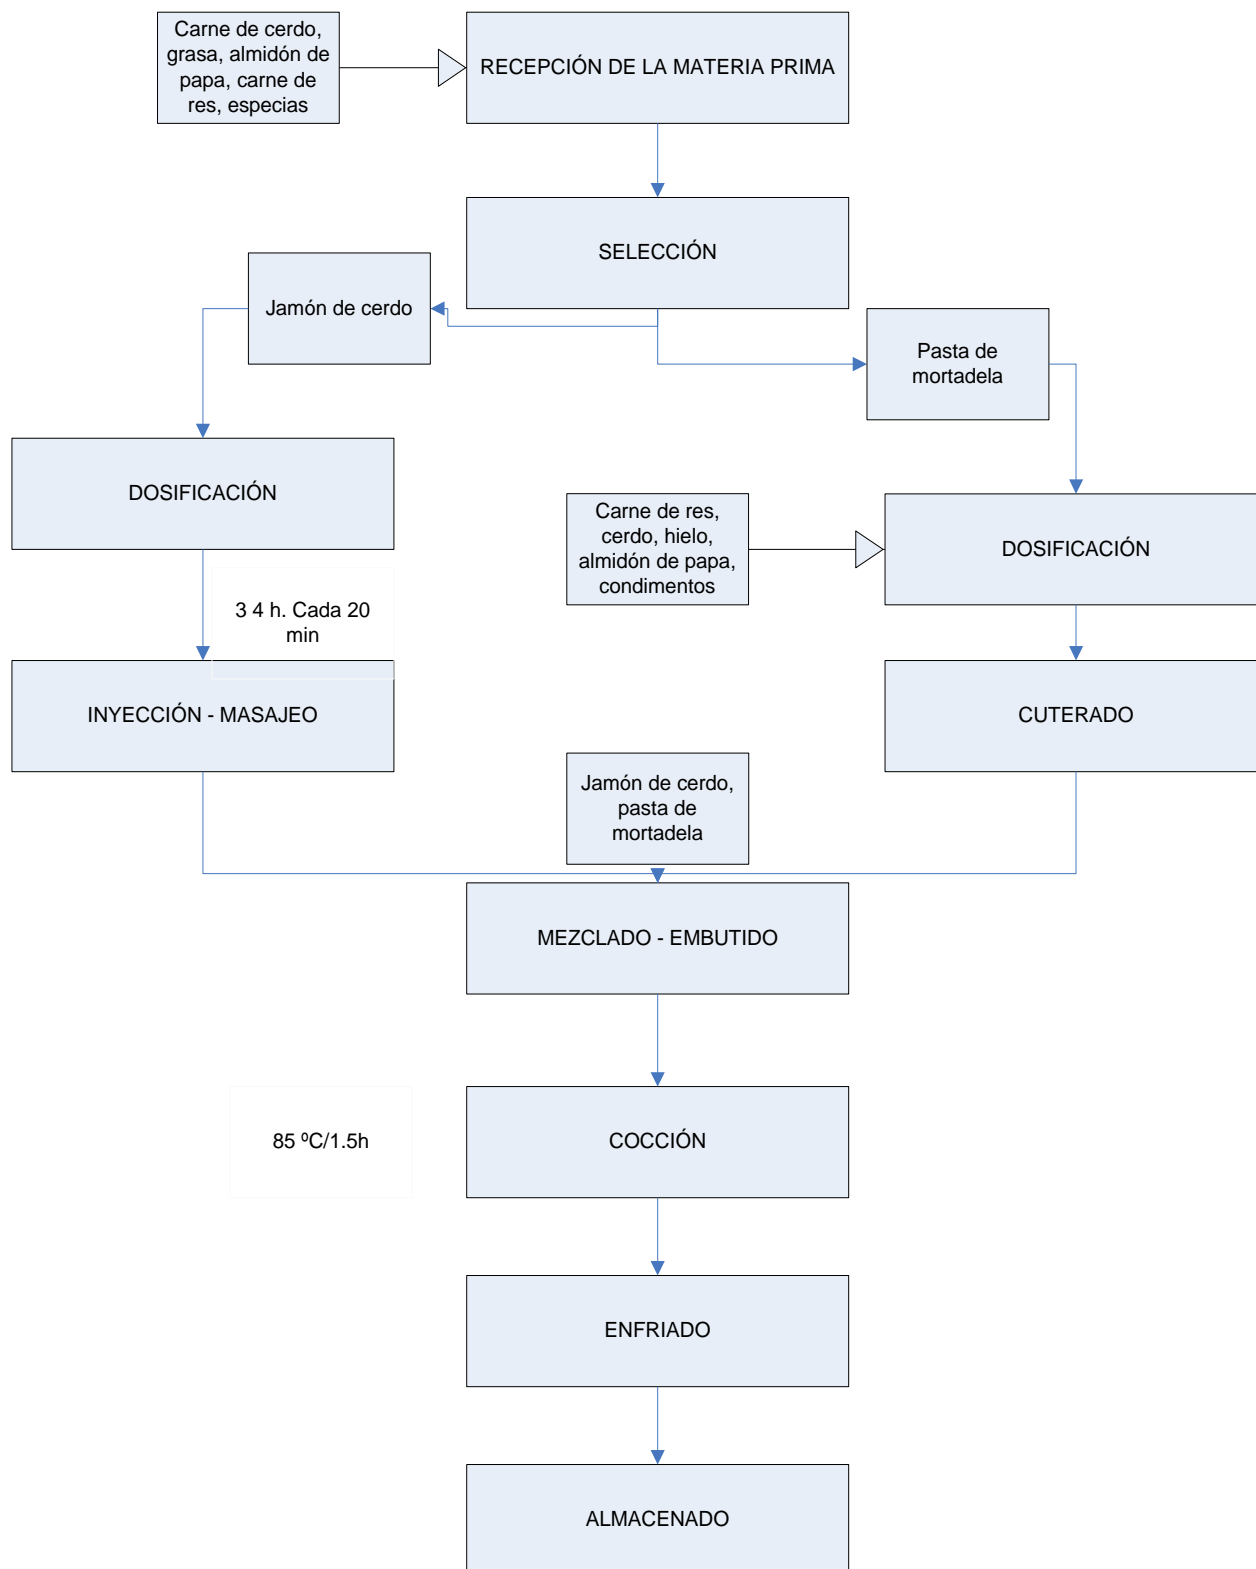 Carne de cerdo,
grasa, almidón de
papa, carne de
res, especias
RECEPCIÓN DE LA MATERIA PRIMA
SELECCIÓN
Jamón de cerdo
Pasta de
mortadela
DOSIFICACIÓN
Carne de res,
cerdo, hielo,
almidón de papa,
condimentos
DOSIFICACIÓN
3 4 h. Cada 20
min
INYECCIÓN - MASAJEO
CUTERADO
Jamón de cerdo,
pasta de
mortadela
MEZCLADO - EMBUTIDO
85 ºC/1.5h
COCCIÓN
ENFRIADO
ALMACENADO